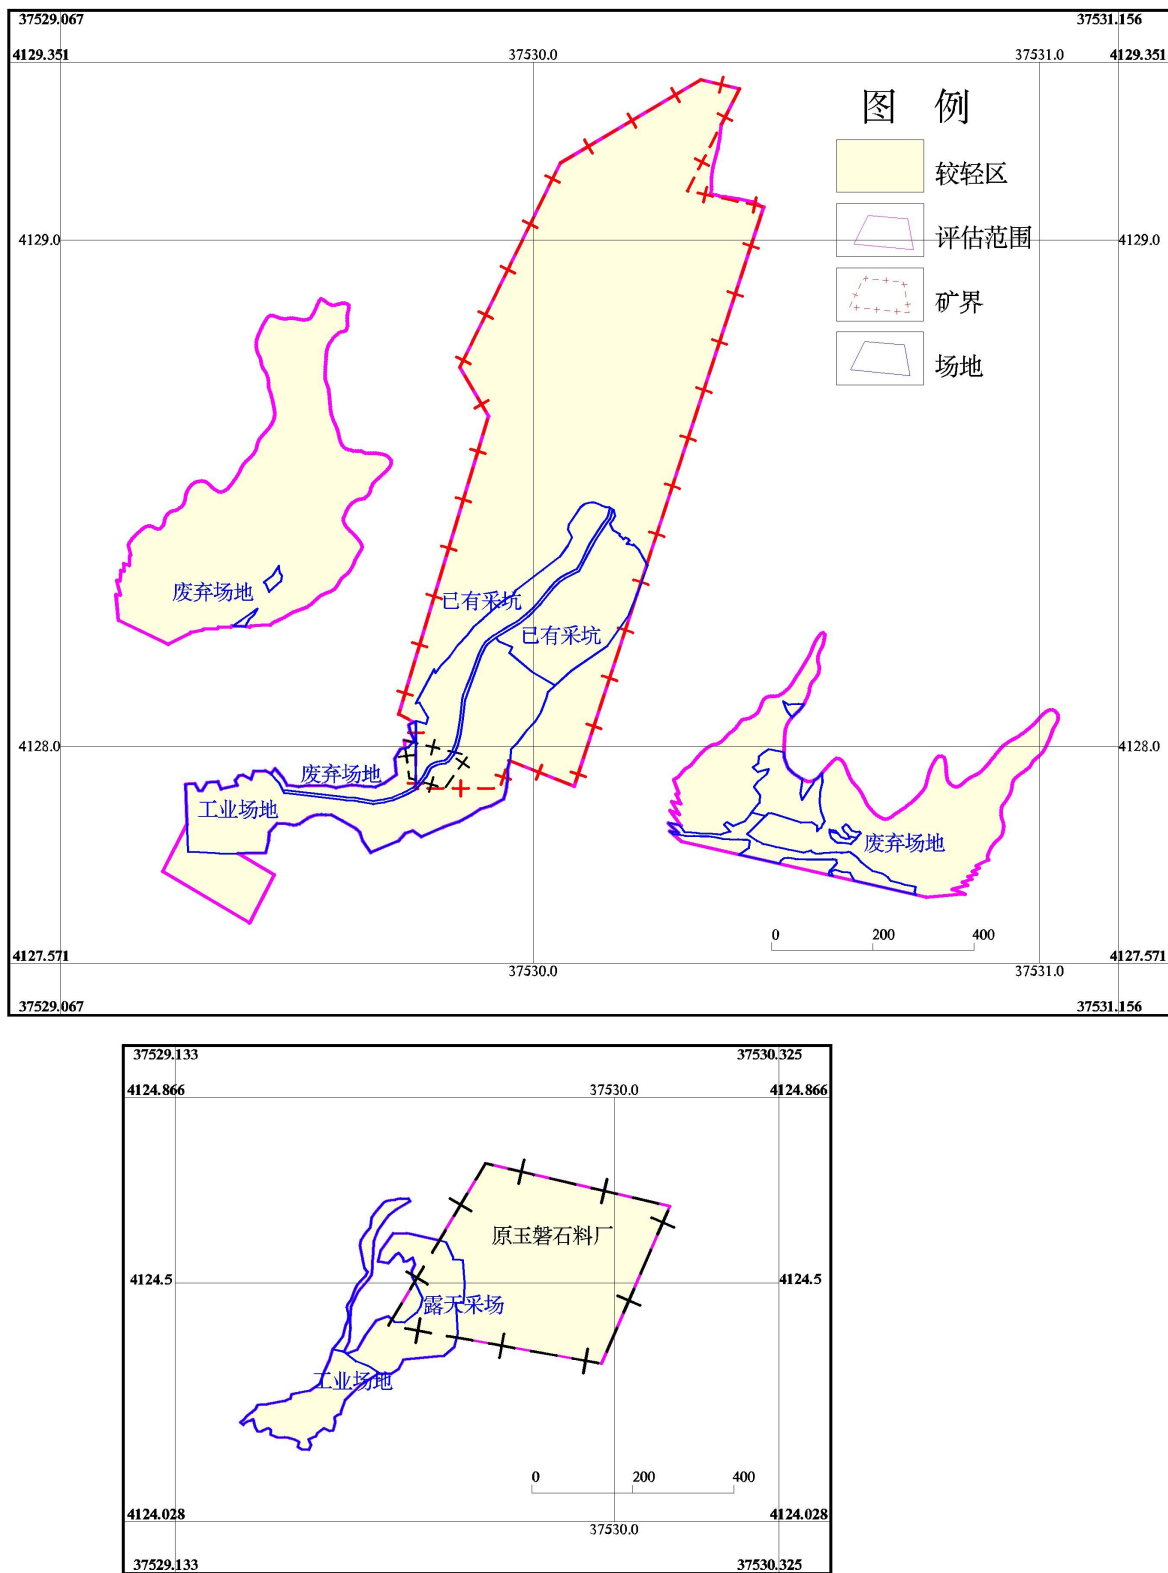 37529.067 37531.156
4129.351 37530.0 37531.0 4129.351
图 例
较轻区
4129.0 评估范围 4129.0
矿界
场地
废弃场地 已有采坑
已有采坑
4128.0 4128.0
废弃场地
工业场地
废弃场地
0 200 400
4127.571 37530.0 37531.0 4127.571
37529.067 37531.156
37529.133 37530.325
4124.866 37530.0 4124.866
原玉磐石料厂
4124.5 4124.5
露天采场
工业场地
0 200 400
4124.028 37530.0 4124.028
37529.133 37530.325